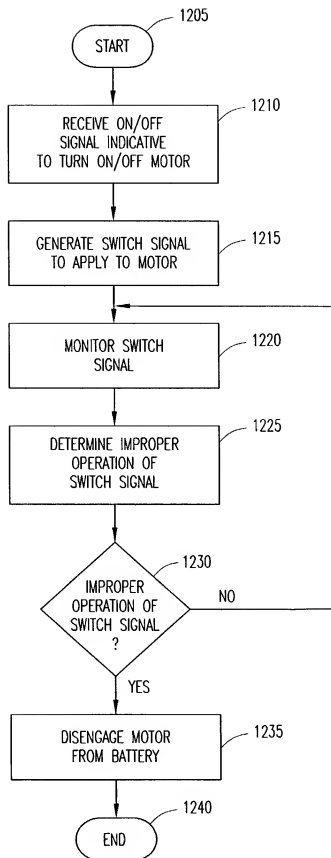 1205
START
1210
RECEIVE ON/OFF
SIGNAL INDICATIVE
TO TURN ON/OFF MOTOR
1215
GENERATE SWITCH SIGNAL
TO APPLY TO MOTOR
1220
MONITOR SWITCH
SIGNAL
1225
DETERMINE IMPROPER
OPERATION OF
SWITCH SIGNAL
1230
IMPROPER
OPERATION OF
SWITCH SIGNAL
?
NO
YES
1235
DISENGAGE MOTOR
FROM BATTERY
1240
END